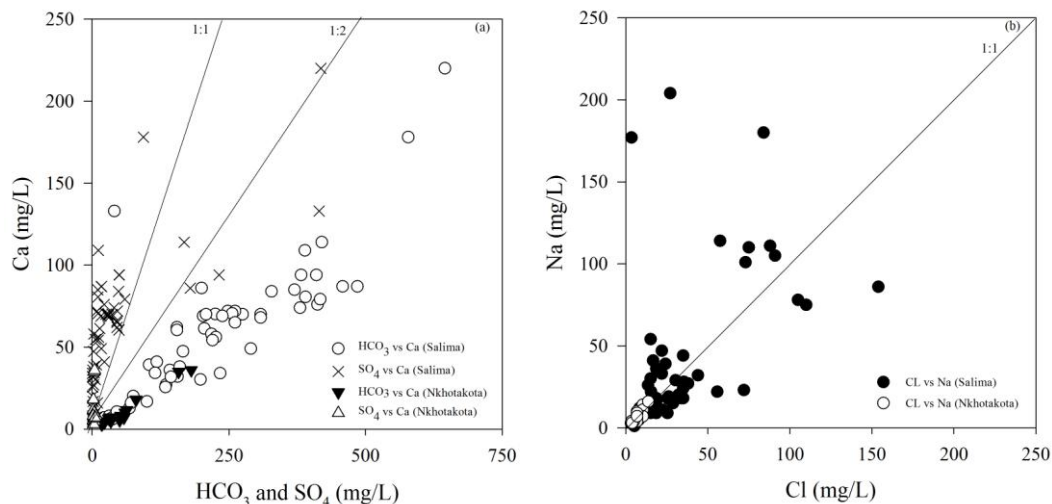 250
200
150
100
50
0
Ca (mg/L)
0
250
500
750
HCO3 and SO4 (mg/L)
1:1
1:2
(a)
HCO3 vs Ca (Salima)
SO4 vs Ca (Salima)
HCO3 vs Ca (Nkhotakota)
SO4 vs Ca (Nkhotakota)
250
200
150
100
50
0
Na (mg/L)
0
50
100
150
200
250
Cl (mg/L)
(b)
1:1
CL vs Na (Salima)
CL vs Na (Nkhotakota)